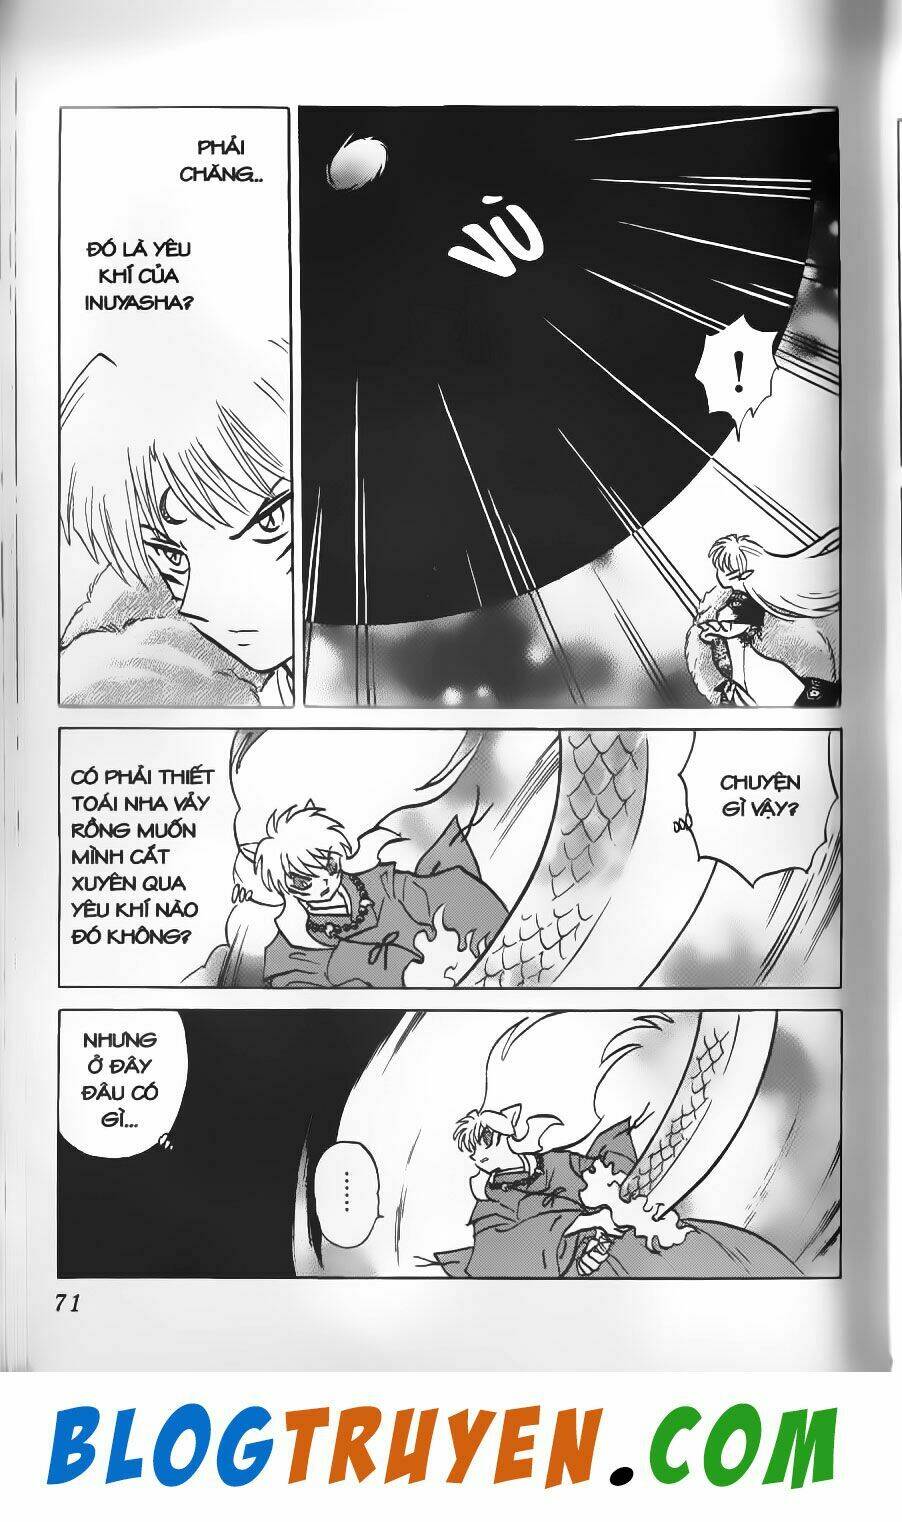 VÙ
!
PHẢI
CHĂNG...
ĐÓ LÀ YÊU
KHÍ CỦA
INUYASHA?
CHUYỆN
GÌ VẬY?
CÓ PHẢI THIẾT
TOÁI NHA VẢY
RỒNG MUỐN
MÌNH CẮT
XUYÊN QUA
YÊU KHÍ NÀO
ĐÓ KHÔNG?
......
NHƯNG
Ở ĐÂY
ĐÂU CÓ
GÌ...
71
BLOGTRUYEN.COM